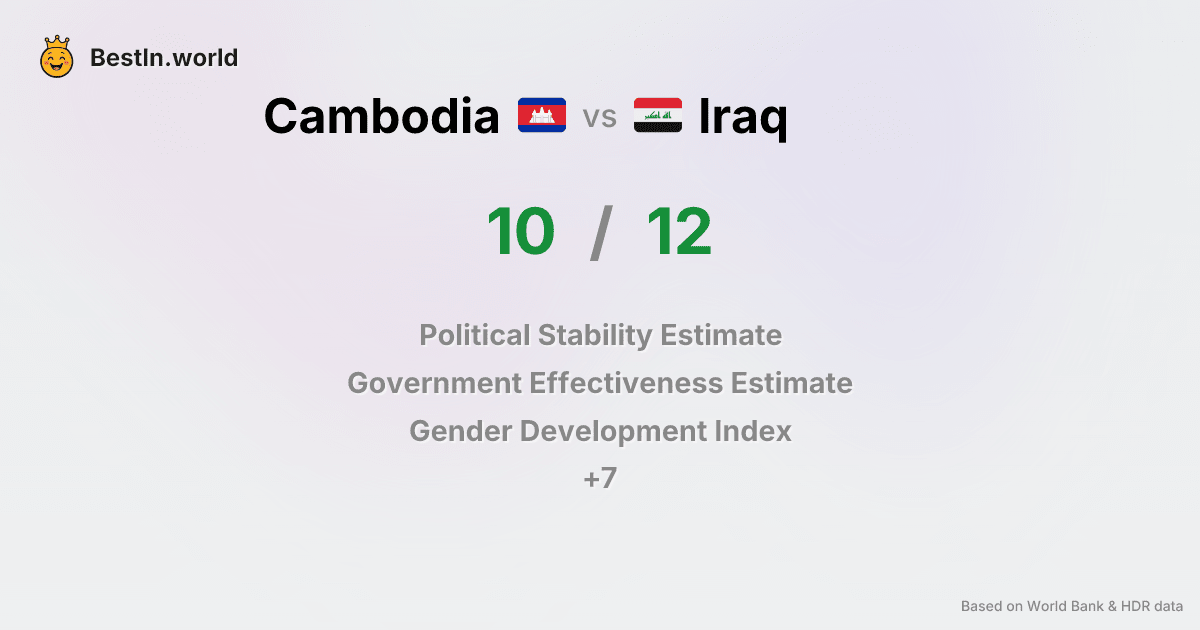 BestIn.world
Cambodia vs Iraq
10 / 12
Political Stability Estimate
Government Effectiveness Estimate
Gender Development Index
+7
Based on World Bank & HDR data